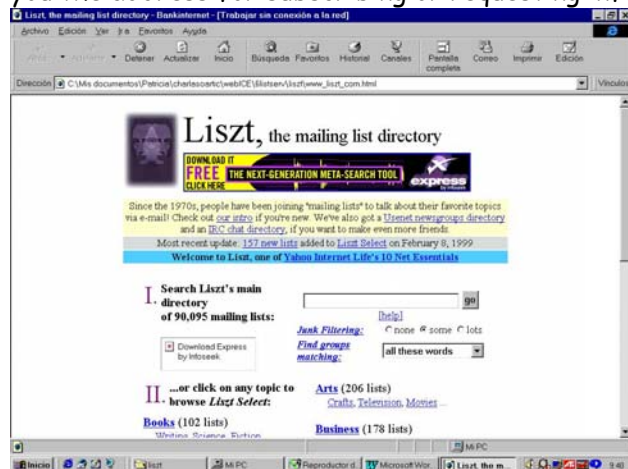 Liszt, the mailing list directory - Bankinternet - [Trabajar sin conexión a la red]
Archivo Edición Ver Ir a Favoritos Ayuda
Detener Actualizar Inicio Búsqueda Favoritos Historial Canales Pantalla completa Correo Imprimir Edición
Dirección C:\Mis documentos\Patricia\charlasoartic\webICE\6listserv\liszt\www_liszt_com.html Vínculos
Liszt, the mailing list directory
DOWNLOAD IT
FREE THE NEXT-GENERATION META-SEARCH TOOL express
CLICK HERE by Infoseek
Since the 1970s, people have been joining "mailing lists" to talk about their favorite topics
via e-mail! Check out our intro if you're new. We've also got a Usenet newsgroups directory
and an IRC chat directory, if you want to make even more friends.
Most recent update: 157 new lists added to Liszt Select on February 8, 1999
Welcome to Liszt, one of Yahoo Internet Life's 10 Net Essentials
I. Search Liszt's main
directory
of 90,095 mailing lists:
go
[help]
Junk Filtering: none some lots
Find groups
matching: all these words
Download Express
by Infoseek
II. ...or click on any topic to
browse Liszt Select:
Arts (206 lists)
Crafts, Television, Movies ...
Books (102 lists)
Writing, Science, Fiction
Business (178 lists)
Mi PC
Inicio liszt Mi PC Reproductor d... Microsoft Wor... Liszt, the m... 9:40